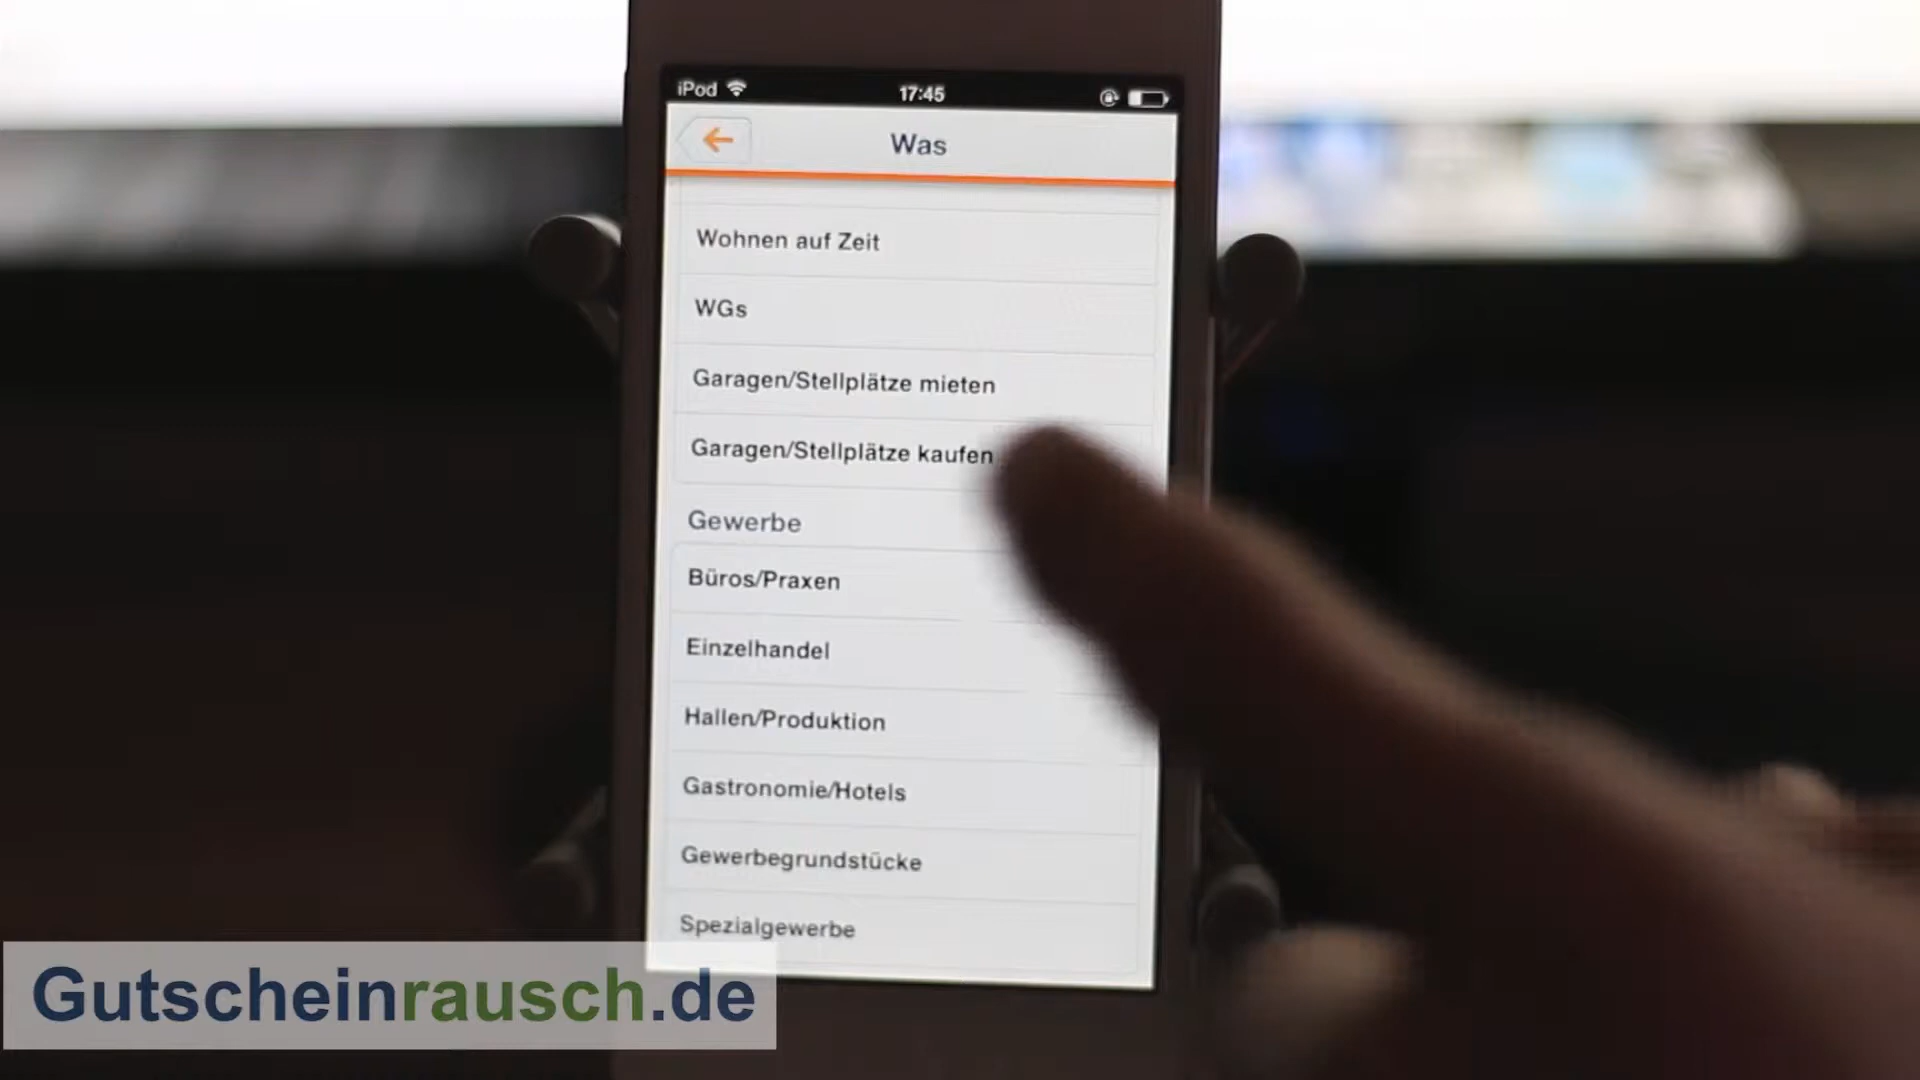 iPod
17:45
Was
Wohnen auf Zeit
WGs
Garagen/Stellplätze mieten
Garagen/Stellplätze kaufen
Gewerbe
Büros/Praxen
Einzelhandel
Hallen/Produktion
Gastronomie/Hotels
Gewerbegrundstücke
Spezialgewerbe
Gutscheinrausch.de